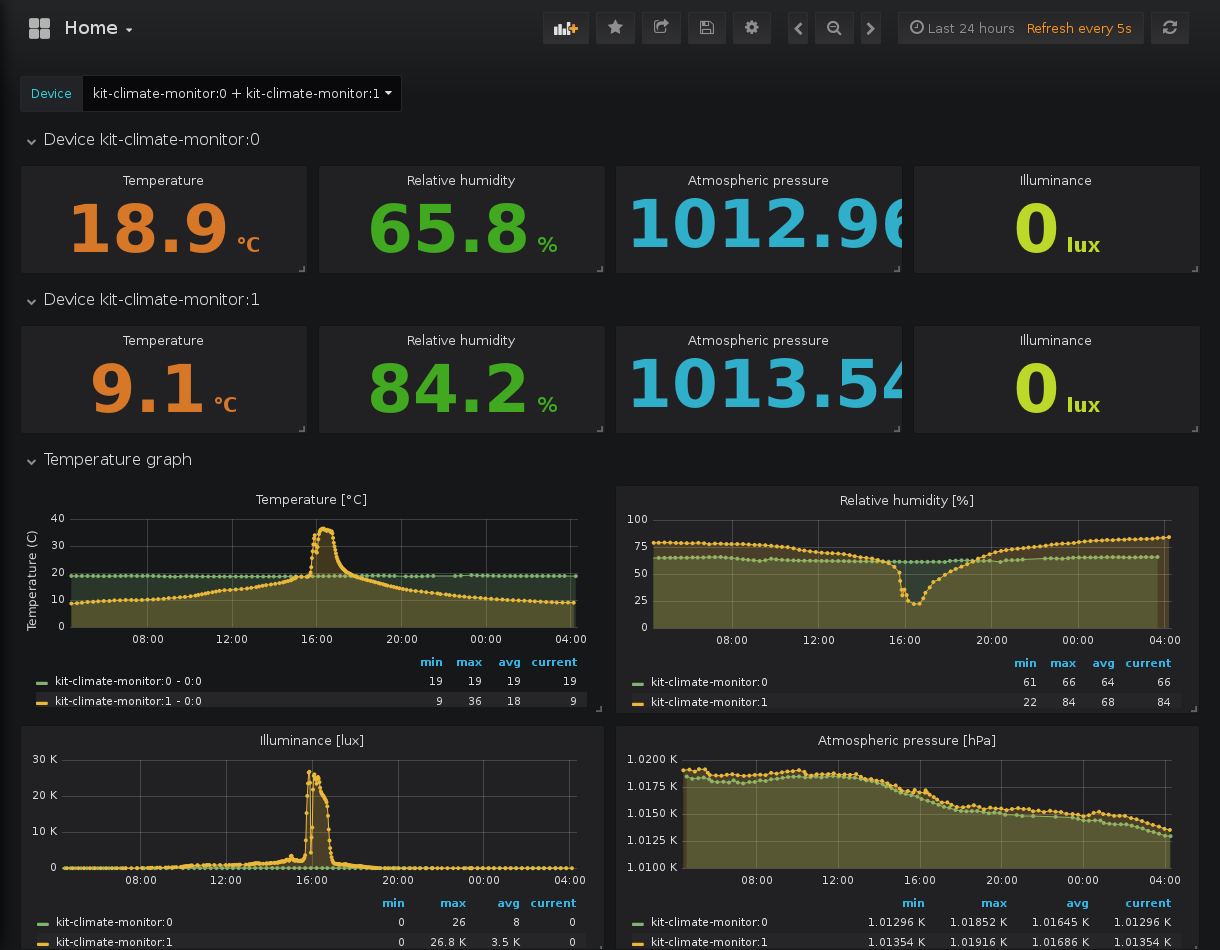 Home
Last 24 hours Refresh every 5s
Device kit-climate-monitor:0 + kit-climate-monitor:1
Device kit-climate-monitor:0
Temperature Relative humidity Atmospheric pressure Illuminance
18.9 °C 65.8 % 1012.96 0 lux
Device kit-climate-monitor:1
Temperature Relative humidity Atmospheric pressure Illuminance
9.1 °C 84.2 % 1013.54 0 lux
Temperature graph
Temperature [°C]
Temperature (C)
40
30
20
10
0
08:00 12:00 16:00 20:00 00:00 04:00
min max avg current
kit-climate-monitor:0 - 0:0 19 19 19 19
kit-climate-monitor:1 - 0:0 9 36 18 9
Relative humidity [%]
100
75
50
25
0
08:00 12:00 16:00 20:00 00:00 04:00
min max avg current
kit-climate-monitor:0 61 66 64 66
kit-climate-monitor:1 22 84 68 84
Illuminance [lux]
30 K
20 K
10 K
0
08:00 12:00 16:00 20:00 00:00 04:00
min max avg current
kit-climate-monitor:0 0 26 8 0
kit-climate-monitor:1 0 26.8 K 3.5 K 0
Atmospheric pressure [hPa]
1.0200 K
1.0175 K
1.0150 K
1.0125 K
1.0100 K
08:00 12:00 16:00 20:00 00:00 04:00
min max avg current
kit-climate-monitor:0 1.01296 K 1.01852 K 1.01645 K 1.01296 K
kit-climate-monitor:1 1.01354 K 1.01916 K 1.01686 K 1.01354 K